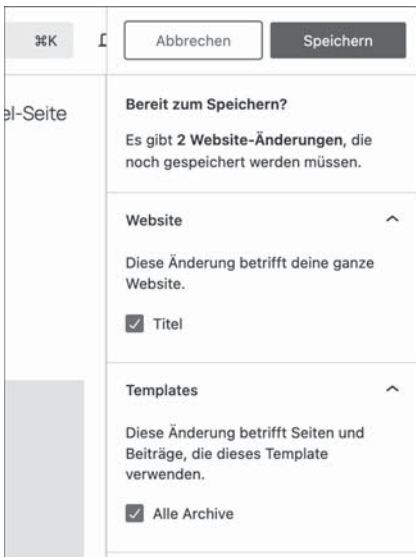 ⌘K
Abbrechen
Speichern
el-Seite
Bereit zum Speichern?
Es gibt 2 Website-Änderungen, die
noch gespeichert werden müssen.
Website
Diese Änderung betrifft deine ganze
Website.
Titel
Templates
Diese Änderung betrifft Seiten und
Beiträge, die dieses Template
verwenden.
Alle Archive